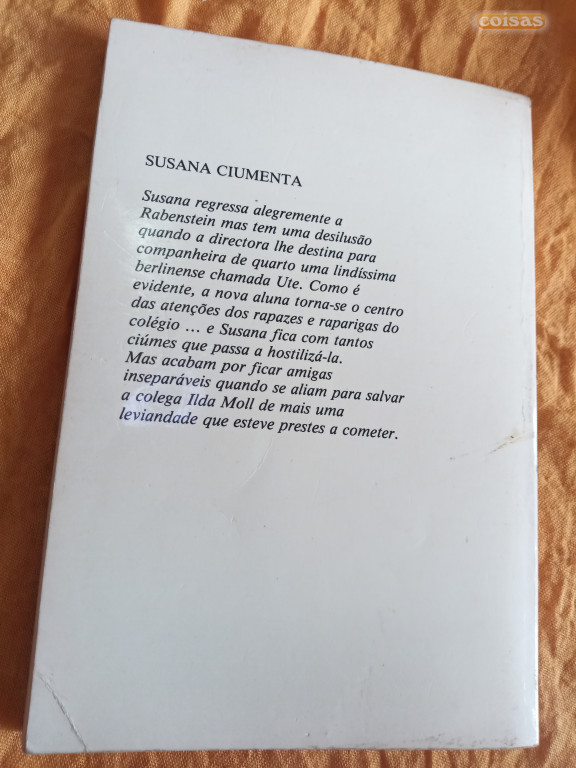 coisas
SUSANA CIUMENTA
Susana regressa alegremente a
Rabenstein mas tem uma desilusão
quando a directora lhe destina para
companheira de quarto uma lindíssima
berlinense chamada Ute. Como é
evidente, a nova aluna torna-se o centro
das atenções dos rapazes e raparigas do
colégio ... e Susana fica com tantos
ciúmes que passa a hostilizá-la.
Mas acabam por ficar amigas
inseparáveis quando se aliam para salvar
a colega Ilda Moll de mais uma
leviandade que esteve prestes a cometer.